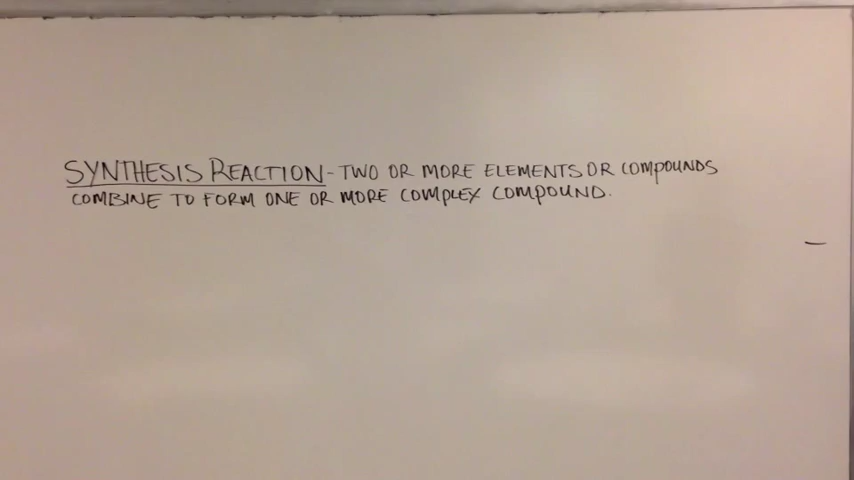 SYNTHESIS REACTION - TWO OR MORE ELEMENTS OR COMPOUNDS
COMBINE TO FORM ONE OR MORE COMPLEX COMPOUND.